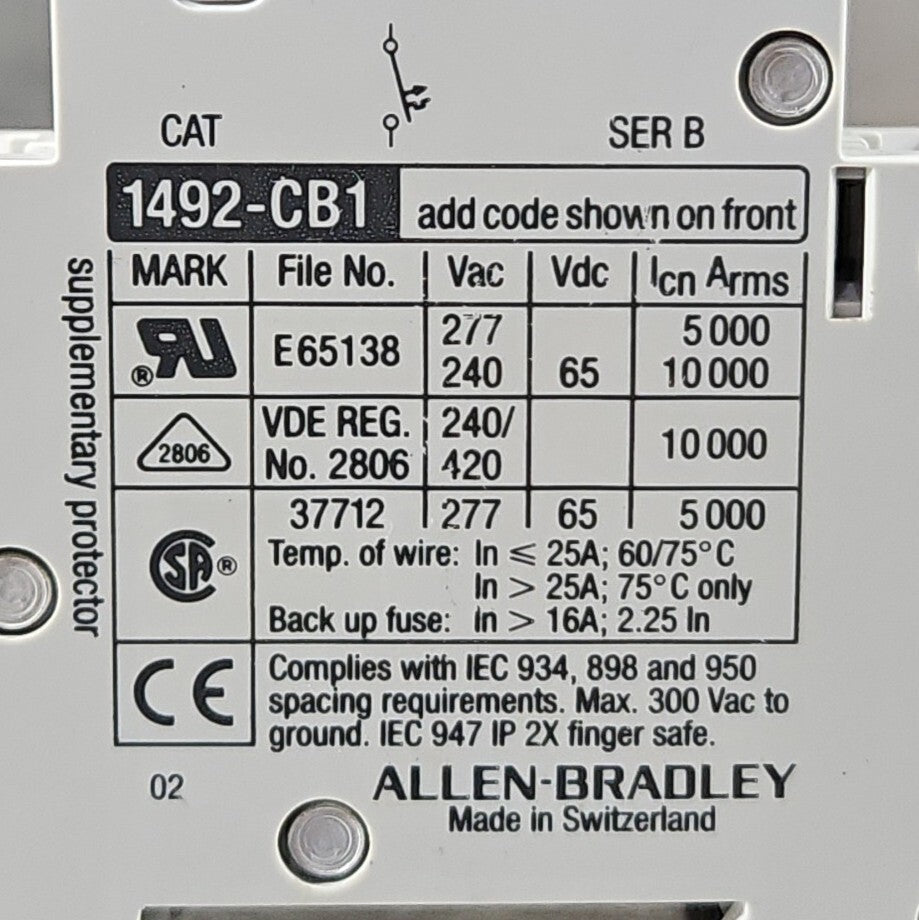 CAT SER B
1492-CB1 add code shown on front
MARK File No. Vac Vdc Icn Arms
RU® E65138 277 5 000
240 65 10 000
2806 VDE REG. 240/ 10 000
No. 2806 420
37712 277 65 5 000
SA® Temp. of wire: In ≤ 25A; 60/75°C
In > 25A; 75°C only
Back up fuse: In > 16A; 2.25 In
CE Complies with IEC 934, 898 and 950
spacing requirements. Max. 300 Vac to
ground. IEC 947 IP 2X finger safe.
02 ALLEN-BRADLEY
Made in Switzerland
supplementary protector